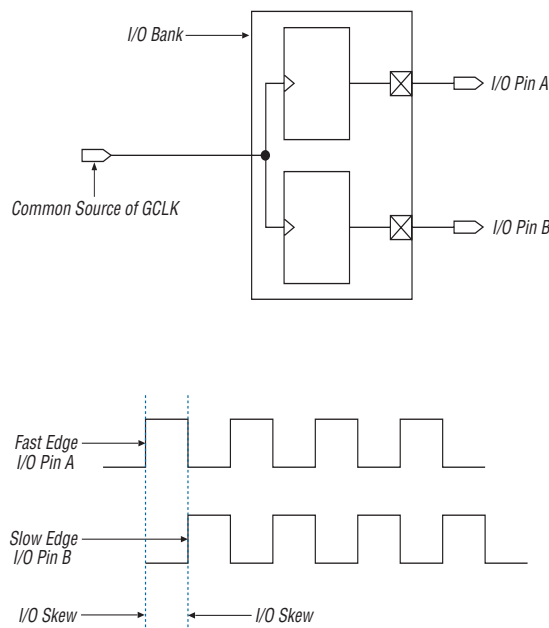 I/O Bank
I/O Pin A
Common Source of GCLK
I/O Pin B
Fast Edge
I/O Pin A
Slow Edge
I/O Pin B
I/O Skew
I/O Skew